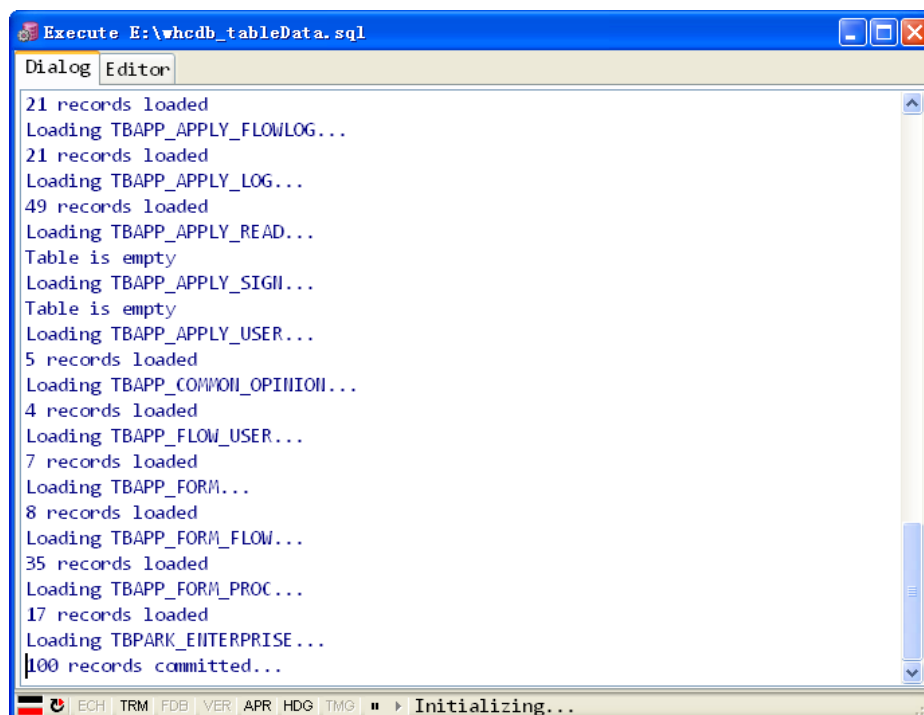 Execute E:\whcdb_tableData.sql
Dialog Editor
21 records loaded
Loading TBAPP_APPLY_FLOWLOG...
21 records loaded
Loading TBAPP_APPLY_LOG...
49 records loaded
Loading TBAPP_APPLY_READ...
Table is empty
Loading TBAPP_APPLY_SIGN...
Table is empty
Loading TBAPP_APPLY_USER...
5 records loaded
Loading TBAPP_COMMON_OPINION...
4 records loaded
Loading TBAPP_FLOW_USER...
7 records loaded
Loading TBAPP_FORM...
8 records loaded
Loading TBAPP_FORM_FLOW...
35 records loaded
Loading TBAPP_FORM_PROC...
17 records loaded
Loading TBPARK_ENTERPRISE...
100 records committed...
ECH TRM FDB VER APR HDG TMG Initializing...